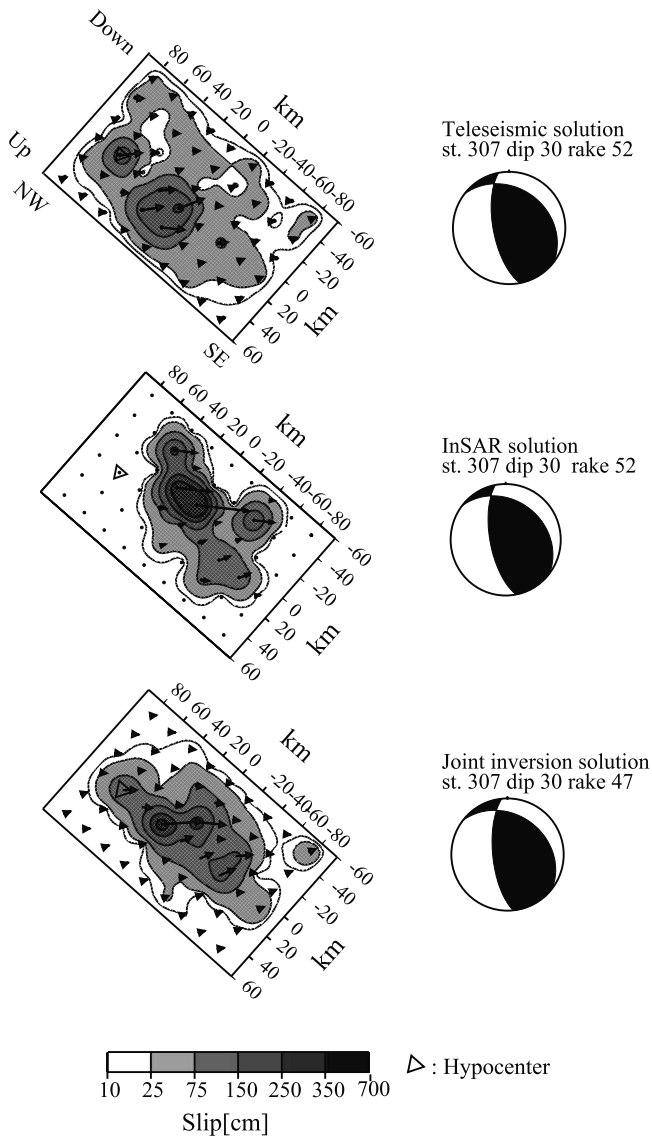 Down
80
60
40
20
0
-20
-40
-60
-80
km
Up
NW
-60
-40
-20
0
20
40
60
km
SE
Teleseismic solution
st. 307 dip 30 rake 52
80
60
40
20
0
-20
-40
-60
-80
km
-60
-40
-20
0
20
40
60
km
InSAR solution
st. 307 dip 30 rake 52
80
60
40
20
0
-20
-40
-60
-80
km
-60
-40
-20
0
20
40
60
km
Joint inversion solution
st. 307 dip 30 rake 47
10 25 75 150 250 350 700
Slip[cm]
: Hypocenter